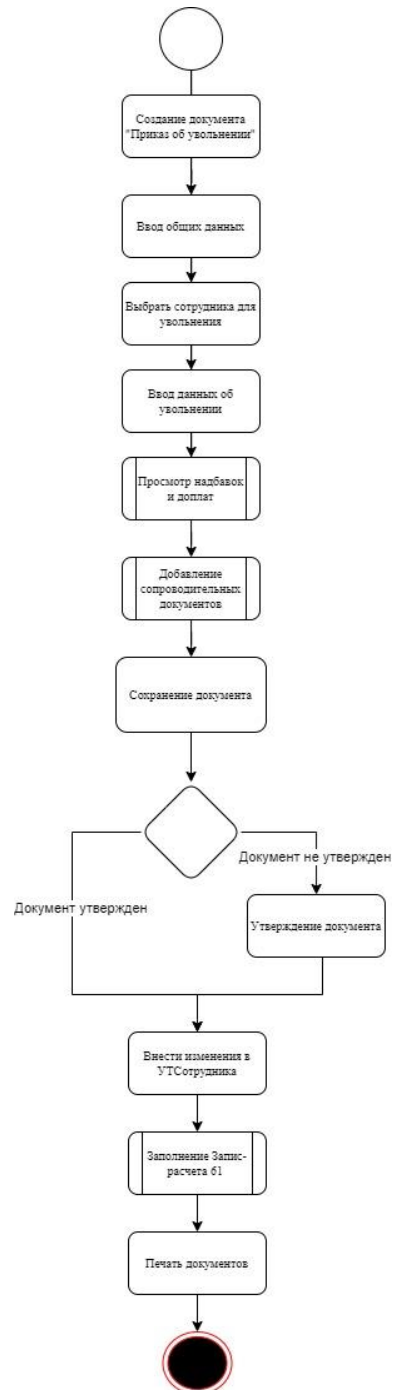 Создание документа
"Приказ об увольнении"
Ввод общих данных
Выбрать сотрудника для
увольнения
Ввод данных об
увольнении
Просмотр надбавок
и доплат
Добавление
сопроводительных
документов
Сохранение документа
Документ не утвержден
Документ утвержден
Утверждение документа
Внести изменения в
УТСотрудника
Заполнение Запис-
расчета 61
Печать документов